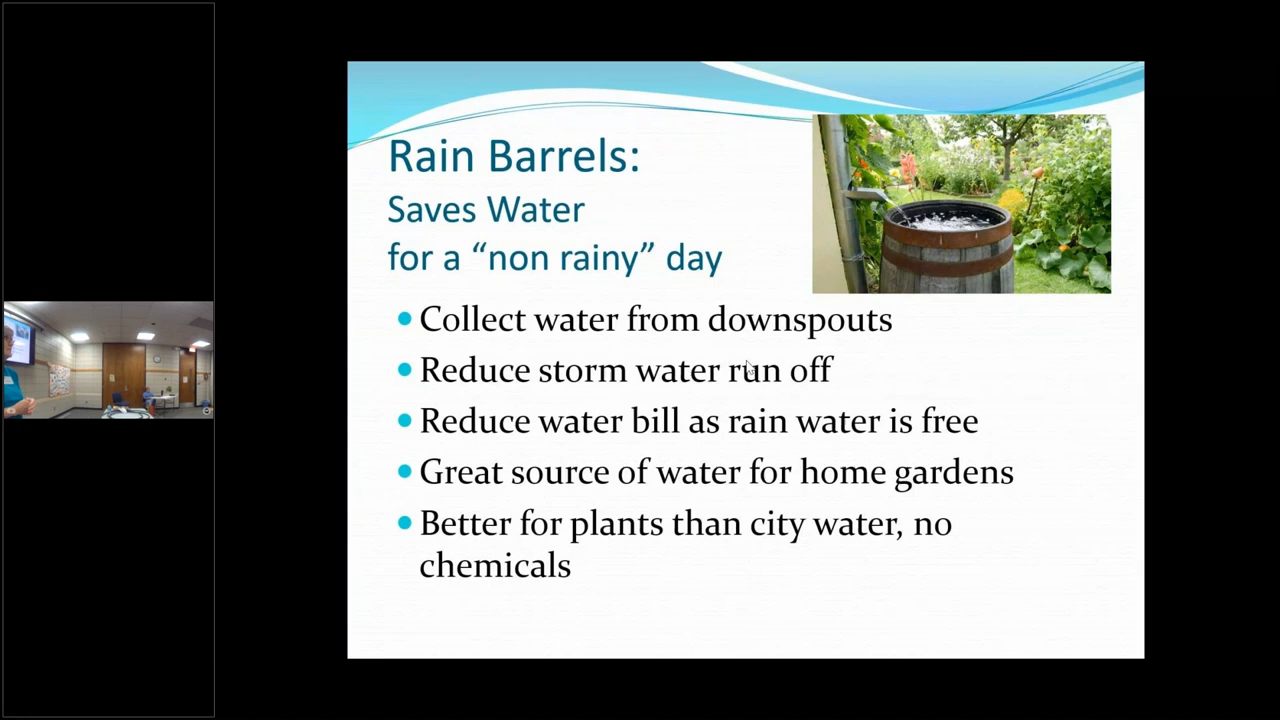 Rain Barrels:
Saves Water
for a “non rainy” day
• Collect water from downspouts
• Reduce storm water run off
• Reduce water bill as rain water is free
• Great source of water for home gardens
• Better for plants than city water, no
chemicals